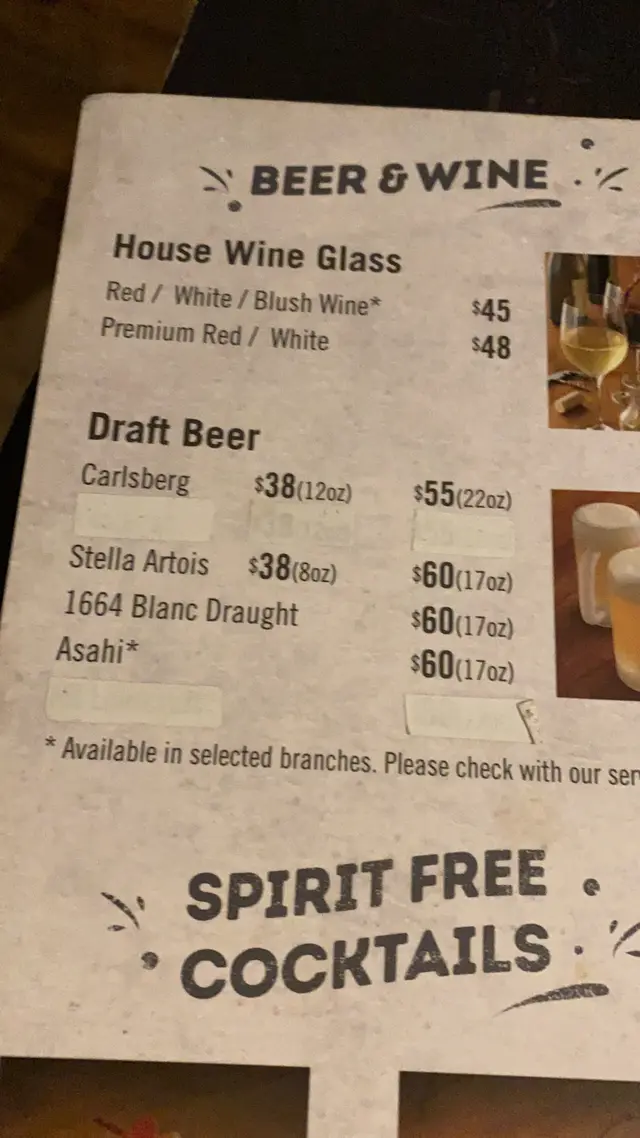 BEER & WINE
House Wine Glass
Red / White / Blush Wine* $45
Premium Red / White $48
Draft Beer
Carlsberg $38(12oz) $55(22oz)
Stella Artois $38(8oz) $60(17oz)
1664 Blanc Draught $60(17oz)
Asahi* $60(17oz)
* Available in selected branches. Please check with our
SPIRIT FREE
COCKTAILS